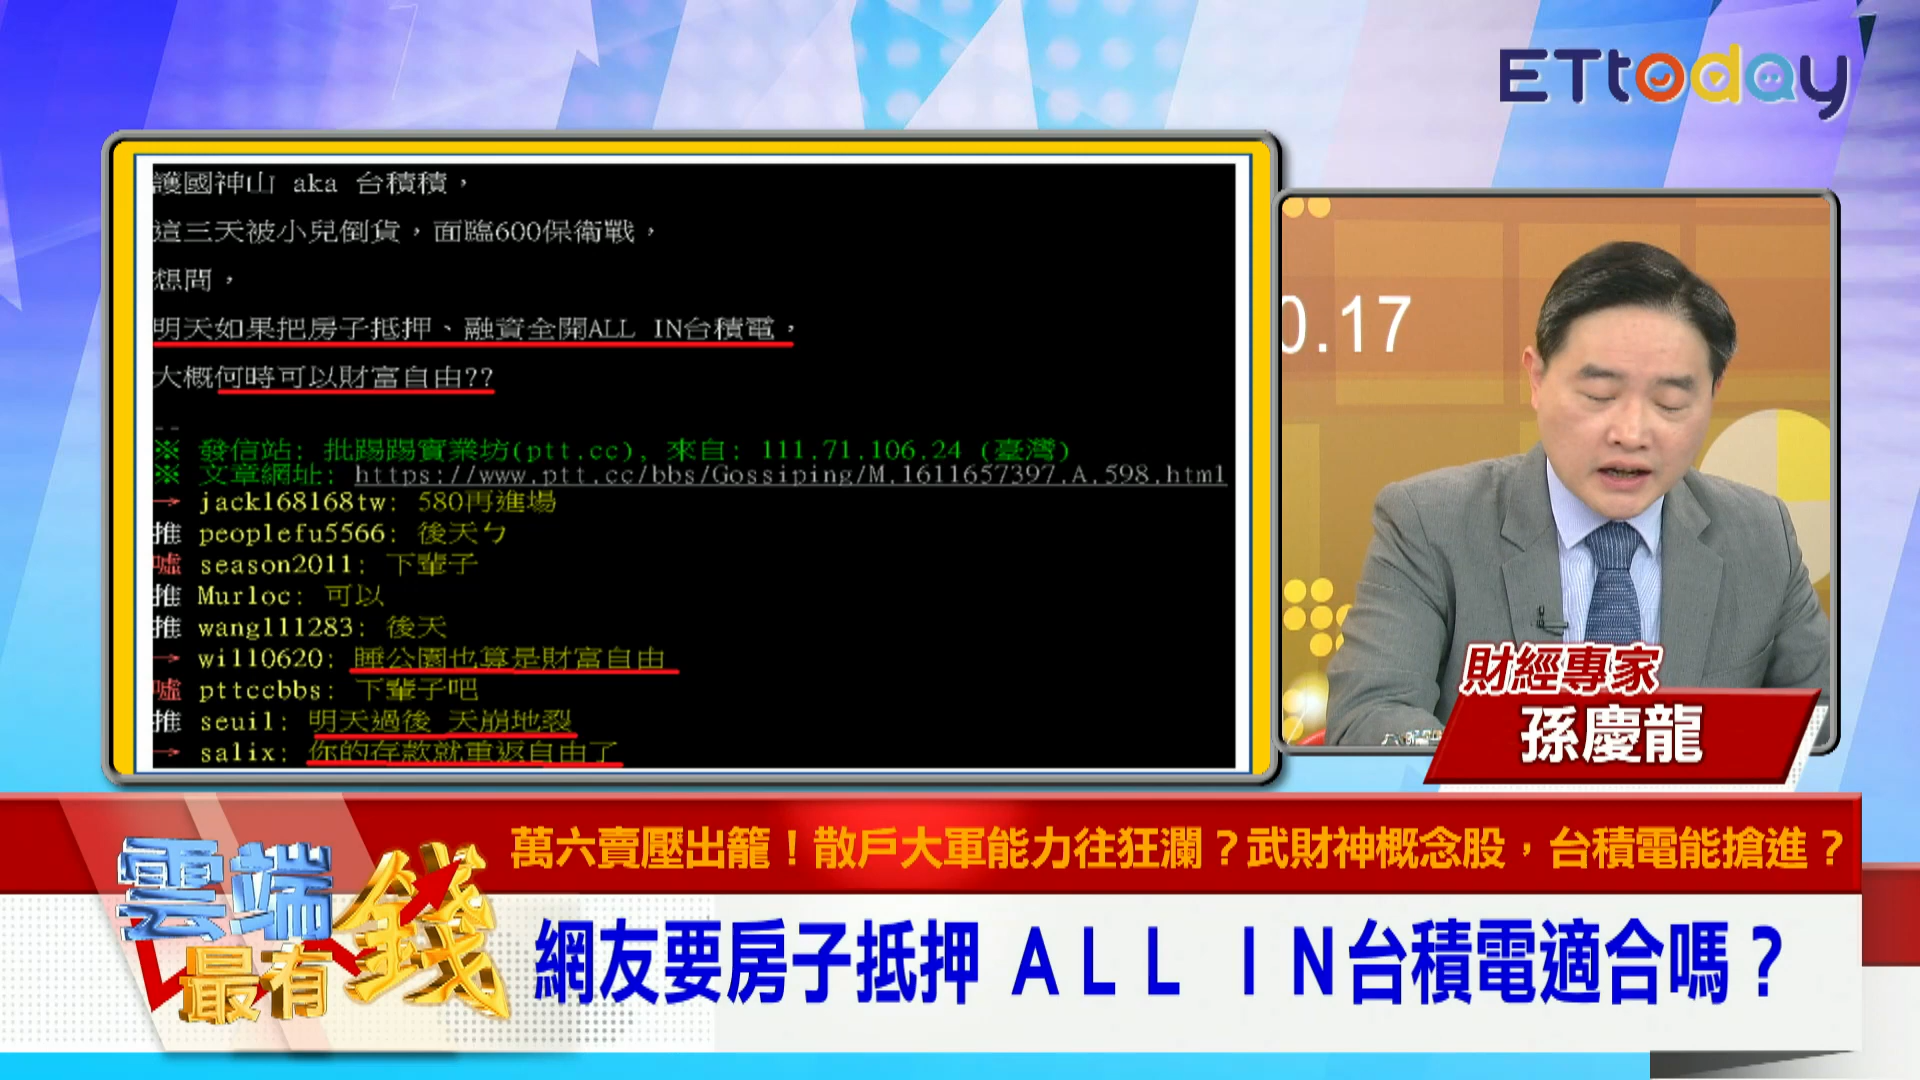 ETtoday
護國神山 aka 台積積，
這三天被小兒倒貨，面臨600保衛戰，
想問，
明天如果把房子抵押、融資全開ALL IN台積電，
大概何時可以財富自由??
--
※ 發信站: 批踢踢實業坊(ptt.cc), 來自: 111.71.106.24 (臺灣)
※ 文章網址: https://www.ptt.cc/bbs/Gossiping/M.1611657397.A.598.html
→ jack168168tw: 580再進場
推 peoplefu5566: 後天ㄅ
噓 season2011: 下輩子
推 Murloc: 可以
推 wang111283: 後天
→ will0620: 睡公園也算是財富自由
噓 pttccbbs: 下輩子吧
推 seuil: 明天過後 天崩地裂
→ salix: 你的存款就重返自由了
0.17
財經專家
孫慶龍
雲端最有錢
萬六賣壓出籠！散戶大軍能力往狂瀾？武財神概念股，台積電能搶進？
網友要房子抵押 ALL IN台積電適合嗎？